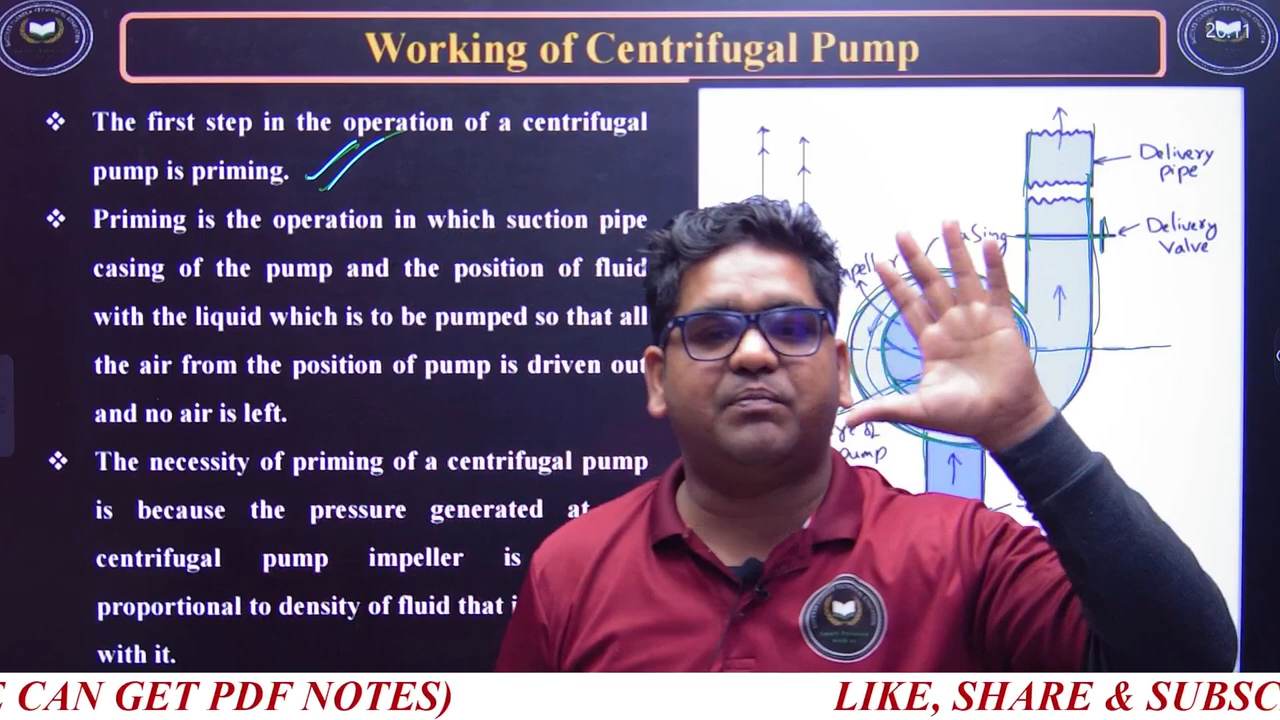 Working of Centrifugal Pump
20:11
❖ The first step in the operation of a centrifugal
pump is priming.
❖ Priming is the operation in which suction pipe
casing of the pump and the position of fluid
with the liquid which is to be pumped so that all
the air from the position of pump is driven out
and no air is left.
❖ The necessity of priming of a centrifugal pump
is because the pressure generated at
centrifugal pump impeller is
proportional to density of fluid that
with it.
Delivery
pipe
Delivery
Valve
Pump
CAN GET PDF NOTES)
LIKE, SHARE &